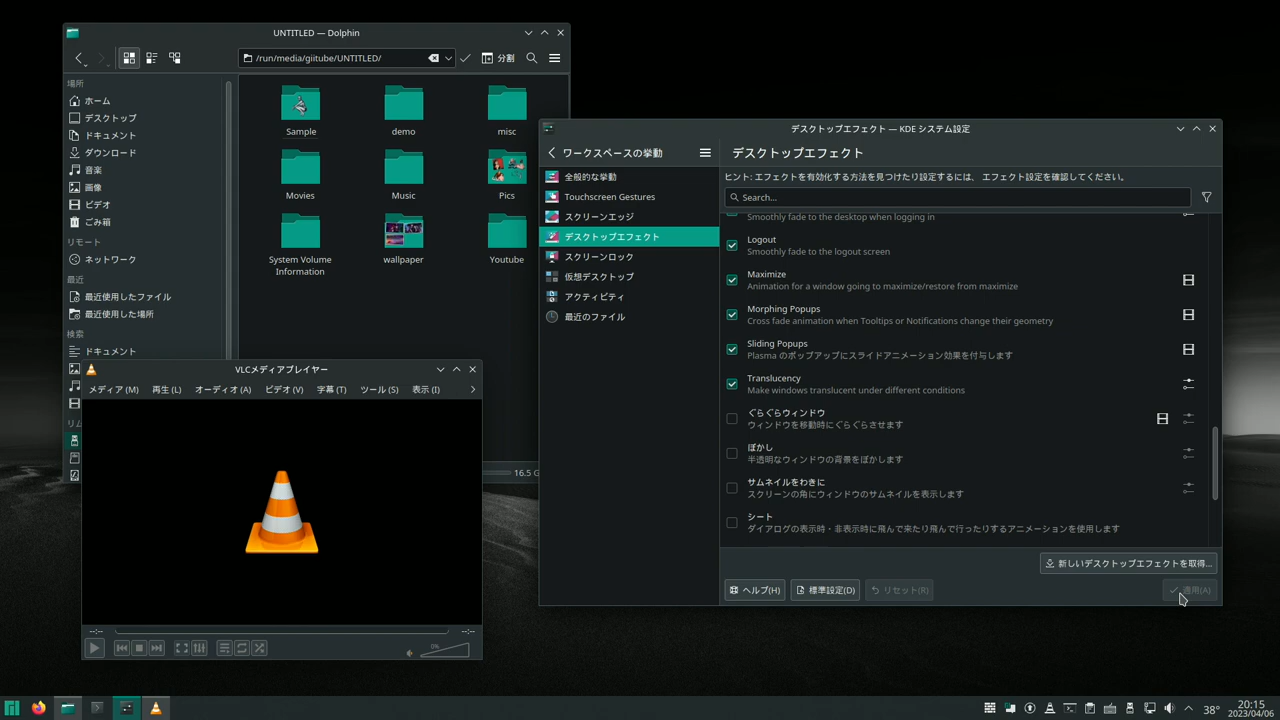 UNTITLED — Dolphin
/run/media/giitube/UNTITLED/
分割
場所
ホーム
デスクトップ
ドキュメント
ダウンロード
音楽
画像
ビデオ
ごみ箱
リモート
ネットワーク
最近
最近使用したファイル
最近使用した場所
検索
ドキュメント
Sample
demo
misc
Movies
Music
Pics
System Volume
Information
wallpaper
Youtube
16.5 G
VLCメディアプレイヤー
メディア (M)
再生 (L)
オーディオ (A)
ビデオ (V)
字幕 (T)
ツール (S)
表示 (I)
--:--
--:--
0%
デスクトップエフェクト — KDE システム設定
ワークスペースの挙動
全般的な挙動
Touchscreen Gestures
スクリーンエッジ
デスクトップエフェクト
スクリーンロック
仮想デスクトップ
アクティビティ
最近のファイル
デスクトップエフェクト
ヒント: エフェクトを有効化する方法を見つけたり設定するには、 エフェクト設定を確認してください。
Search...
Smoothly fade to the desktop when logging in
Logout
Smoothly fade to the logout screen
Maximize
Animation for a window going to maximize/restore from maximize
Morphing Popups
Cross fade animation when Tooltips or Notifications change their geometry
Sliding Popups
Plasma のポップアップにスライドアニメーション効果を付与します
Translucency
Make windows translucent under different conditions
ぐらぐらウィンドウ
ウィンドウを移動時にぐらぐらさせます
ぼかし
半透明なウィンドウの背景をぼかします
サムネイルをわきに
スクリーンの角にウィンドウのサムネイルを表示します
シート
ダイアログの表示時・非表示時に飛んで来たり飛んで行ったりするアニメーションを使用します
新しいデスクトップエフェクトを取得...
ヘルプ(H)
標準設定(D)
リセット(R)
適用(A)
38°
20:15
2023/04/06